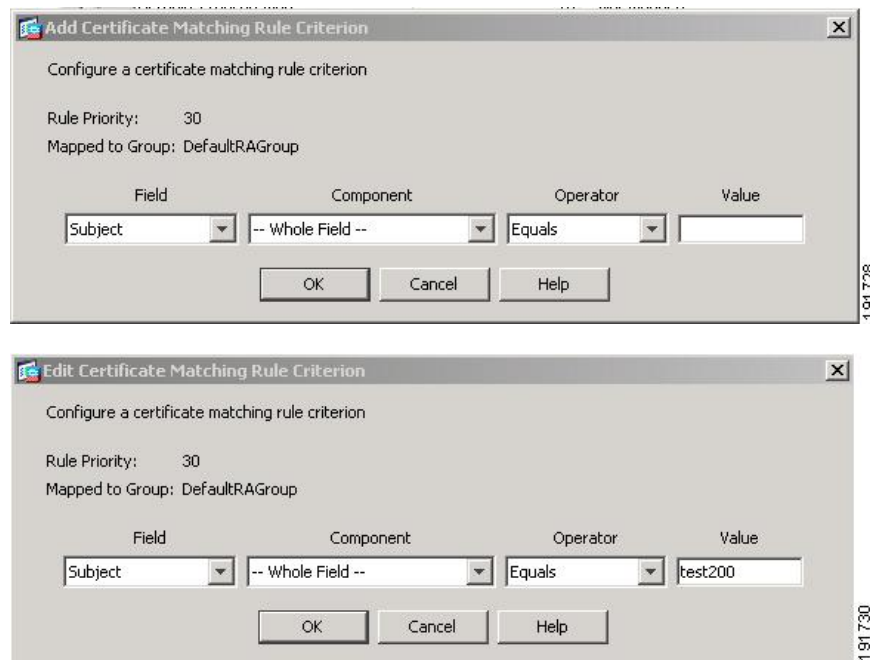 Add Certificate Matching Rule Criterion
Configure a certificate matching rule criterion
Rule Priority: 30
Mapped to Group: DefaultRAGroup
Field Component Operator Value
Subject -- Whole Field -- Equals
OK Cancel Help
191728
Edit Certificate Matching Rule Criterion
Configure a certificate matching rule criterion
Rule Priority: 30
Mapped to Group: DefaultRAGroup
Field Component Operator Value
Subject -- Whole Field -- Equals test200
OK Cancel Help
191730